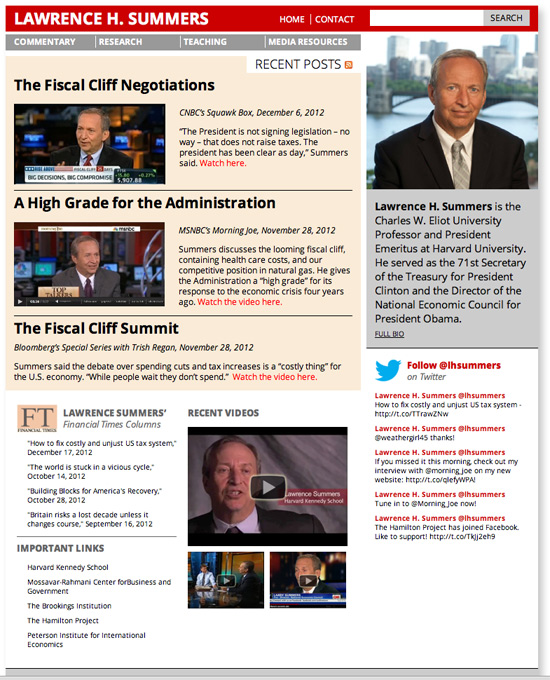 LAWRENCE H. SUMMERS
HOME | CONTACT
SEARCH
COMMENTARY
RESEARCH
TEACHING
MEDIA RESOURCES
RECENT POSTS
The Fiscal Cliff Negotiations
BIG DECISIONS, BIG COMPROMISE
5,907.88
CNBC's Squawk Box, December 6, 2012
"The President is not signing legislation – no
way – that does not raise taxes. The
president has been clear as day," Summers
said. Watch here.
A High Grade for the Administration
TOP
TALKERS
MSNBC's Morning Joe, November 28, 2012
Summers discusses the looming fiscal cliff,
containing health care costs, and our
competitive position in natural gas. He gives
the Administration a "high grade" for its
response to the economic crisis four years
ago. Watch the video here.
The Fiscal Cliff Summit
Bloomberg's Special Series with Trish Regan, November 28, 2012
Summers said the debate over spending cuts and tax increases is a "costly thing" for
the U.S. economy. "While people wait they don't spend." Watch the video here.
Lawrence H. Summers is the
Charles W. Eliot University
Professor and President
Emeritus at Harvard University.
He served as the 71st Secretary
of the Treasury for President
Clinton and the Director of the
National Economic Council for
President Obama.
FULL BIO
FT
FINANCIAL TIMES
LAWRENCE SUMMERS'
Financial Times Columns
"How to fix costly and unjust US tax system,"
December 17, 2012
"The world is stuck in a vicious cycle,"
October 14, 2012
"Building Blocks for America's Recovery,"
October 28, 2012
"Britain risks a lost decade unless it
changes course," September 16, 2012
IMPORTANT LINKS
Harvard Kennedy School
Mossavar-Rahmani Center forBusiness and
Government
The Brookings Institution
The Hamilton Project
Peterson Institute for International
Economics
RECENT VIDEOS
Lawrence Summers
Harvard Kennedy School
LARRY SUMMERS
Follow @lhsummers
on Twitter
Lawrence H. Summers @lhsummers
How to fix costly and unjust US tax system -
http://t.co/TTrawZNw
Lawrence H. Summers @lhsummers
@weathergirl45 thanks!
Lawrence H. Summers @lhsummers
If you missed it this morning, check out my
interview with @morning_joe on my new
website: http://t.co/qlefyWPA!
Lawrence H. Summers @lhsummers
Tune in to @Morning_Joe now!
Lawrence H. Summers @lhsummers
The Hamilton Project has joined Facebook.
Like to support! http://t.co/TkJj2eh9